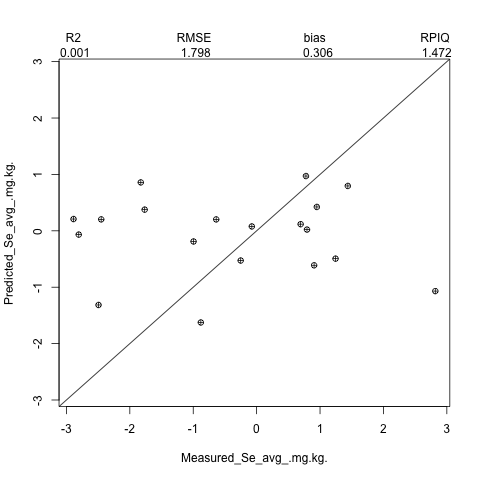 R2 RMSE bias RPIQ
0.001 1.798 0.306 1.472
3
2
1
0
-1
-2
-3
Predicted_Se_avg_.mg.kg.
-3 -2 -1 0 1 2 3
Measured_Se_avg_.mg.kg.